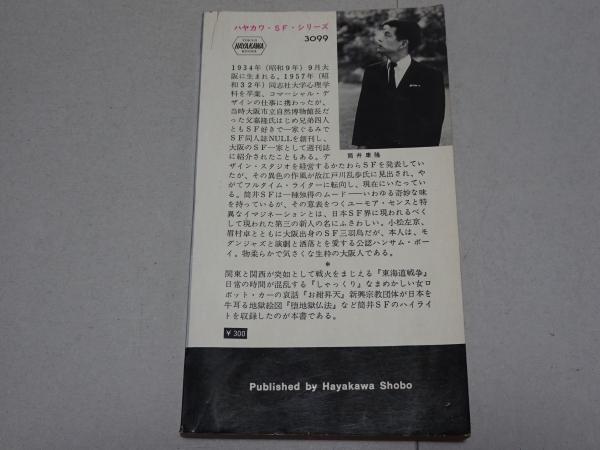 ハヤカワ・SF・シリーズ
TOKYO
HAYAKAWA
BOOKS
3099
1934年(昭和9年)9月大
阪に生まれる。1957年(昭
和32年)同志社大学心理学
科を卒業、コマーシャル・デ
ザインの仕事に携わったが、
当時大阪市立自然博物館長だ
った父嘉隆氏はじめ兄弟四人
ともSF好きで一家ぐるみで
SF同人誌NULLを創刊し、
大阪のSF一家として週刊誌
に紹介されたこともある。デ
ザイン・スタジオを経営するかたわらSFを発表してい
たが、その異色の作風が故江戸川乱歩氏に見出され、や
がてフルタイム・ライターに転向し、現在にいたってい
る。筒井SFは一種独得のムード――いわゆる奇妙な味
を持っているが、その意表をつくユーモア・センスと特
異なイマジネーションとは、日本SF界に現われるべく
して現われた第三の新人の名にふさわしい。小松左京、
眉村卓とともに大阪出身のSF三羽烏だが、本人は、モ
ダンジャズと演劇と洒落とを愛する公認ハンサム・ボー
イ。物柔らかで気さくな生粋の大阪人である。
筒井康隆
*
関東と関西が突如として戦火をまじえる『東海道戦争』
日常の時間が混乱する『しゃっくり』なまめかしい女ロ
ボット・カーの哀話『お紺昇天』新興宗教団体が日本を
牛耳る地獄絵図『堕地獄仏法』など筒井SFのハイライ
トを収録したのが本書である。
¥300
Published by Hayakawa Shobo